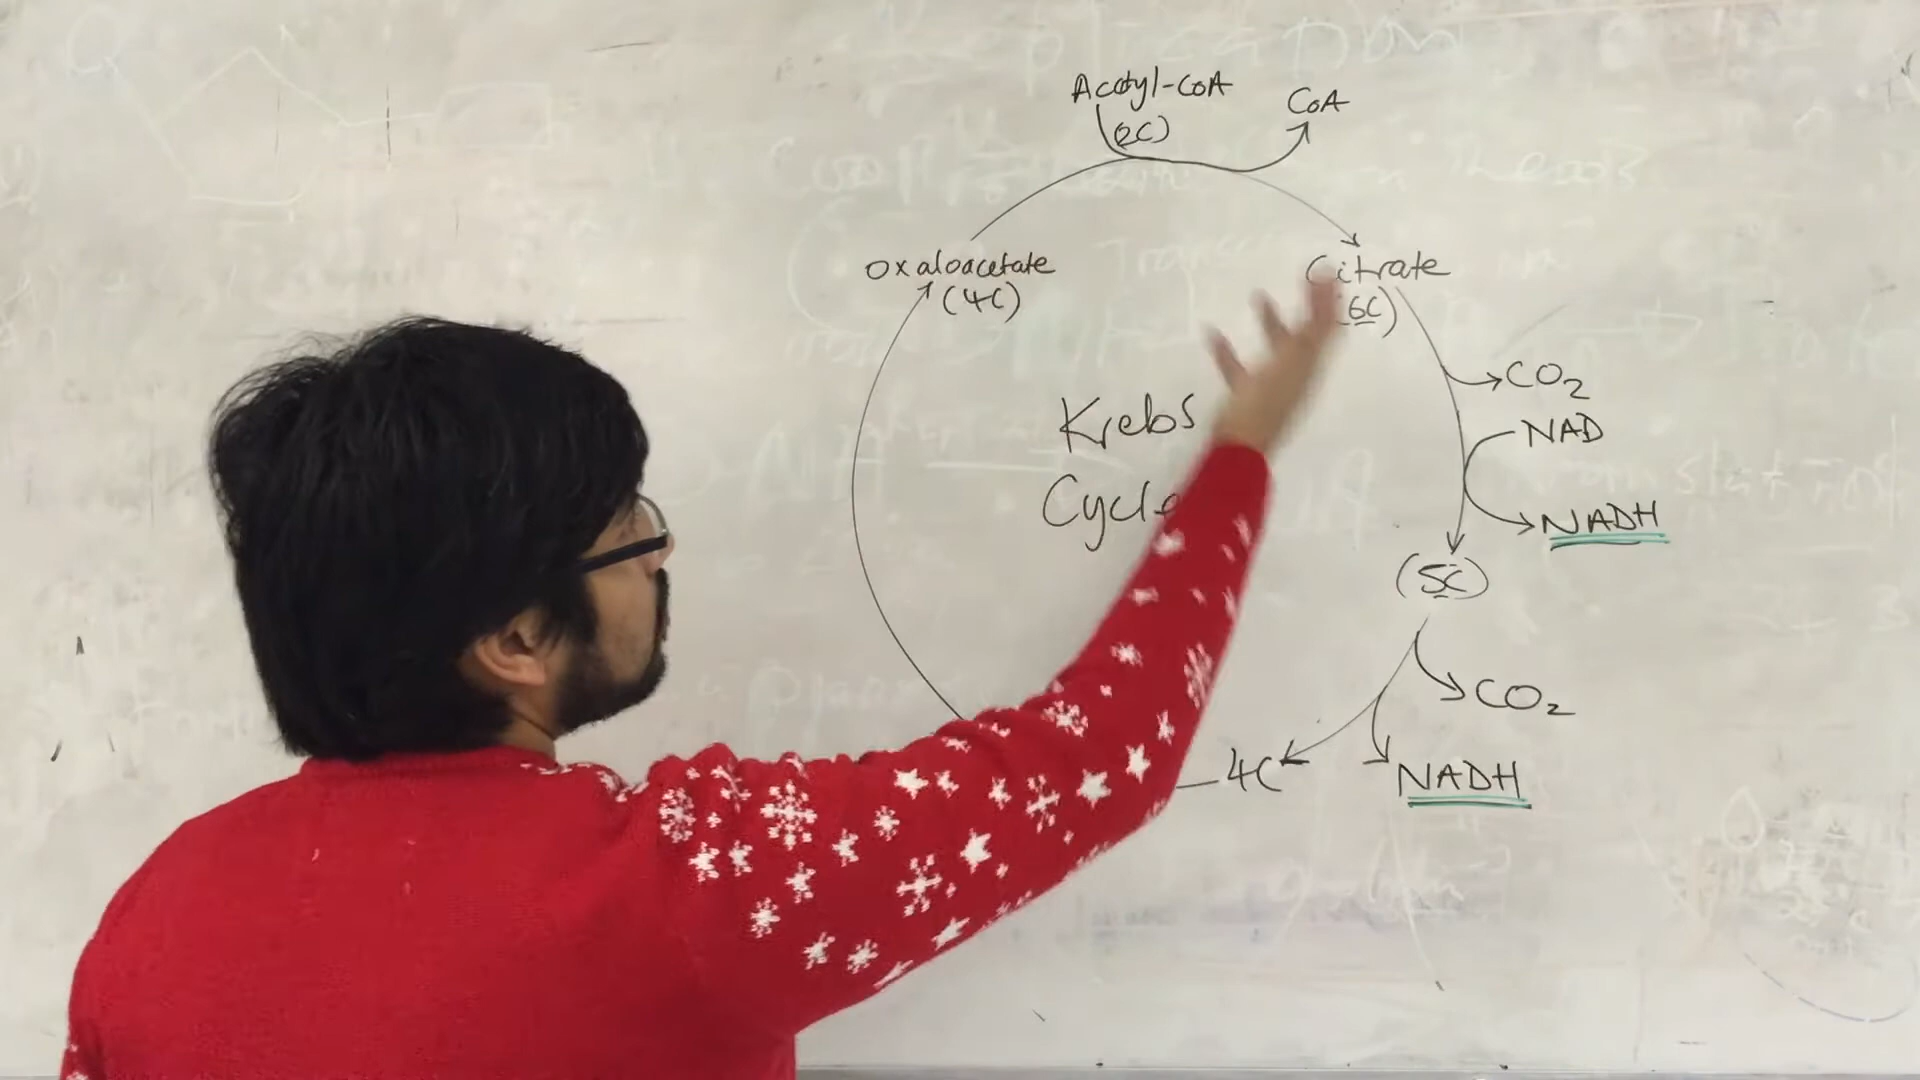 Acetyl-CoA
(2C)
CoA
Oxaloacetate
(4C)
Citrate
(6C)
Krebs
Cycle
CO₂
NAD
NADH
(5C)
CO₂
NADH
4C